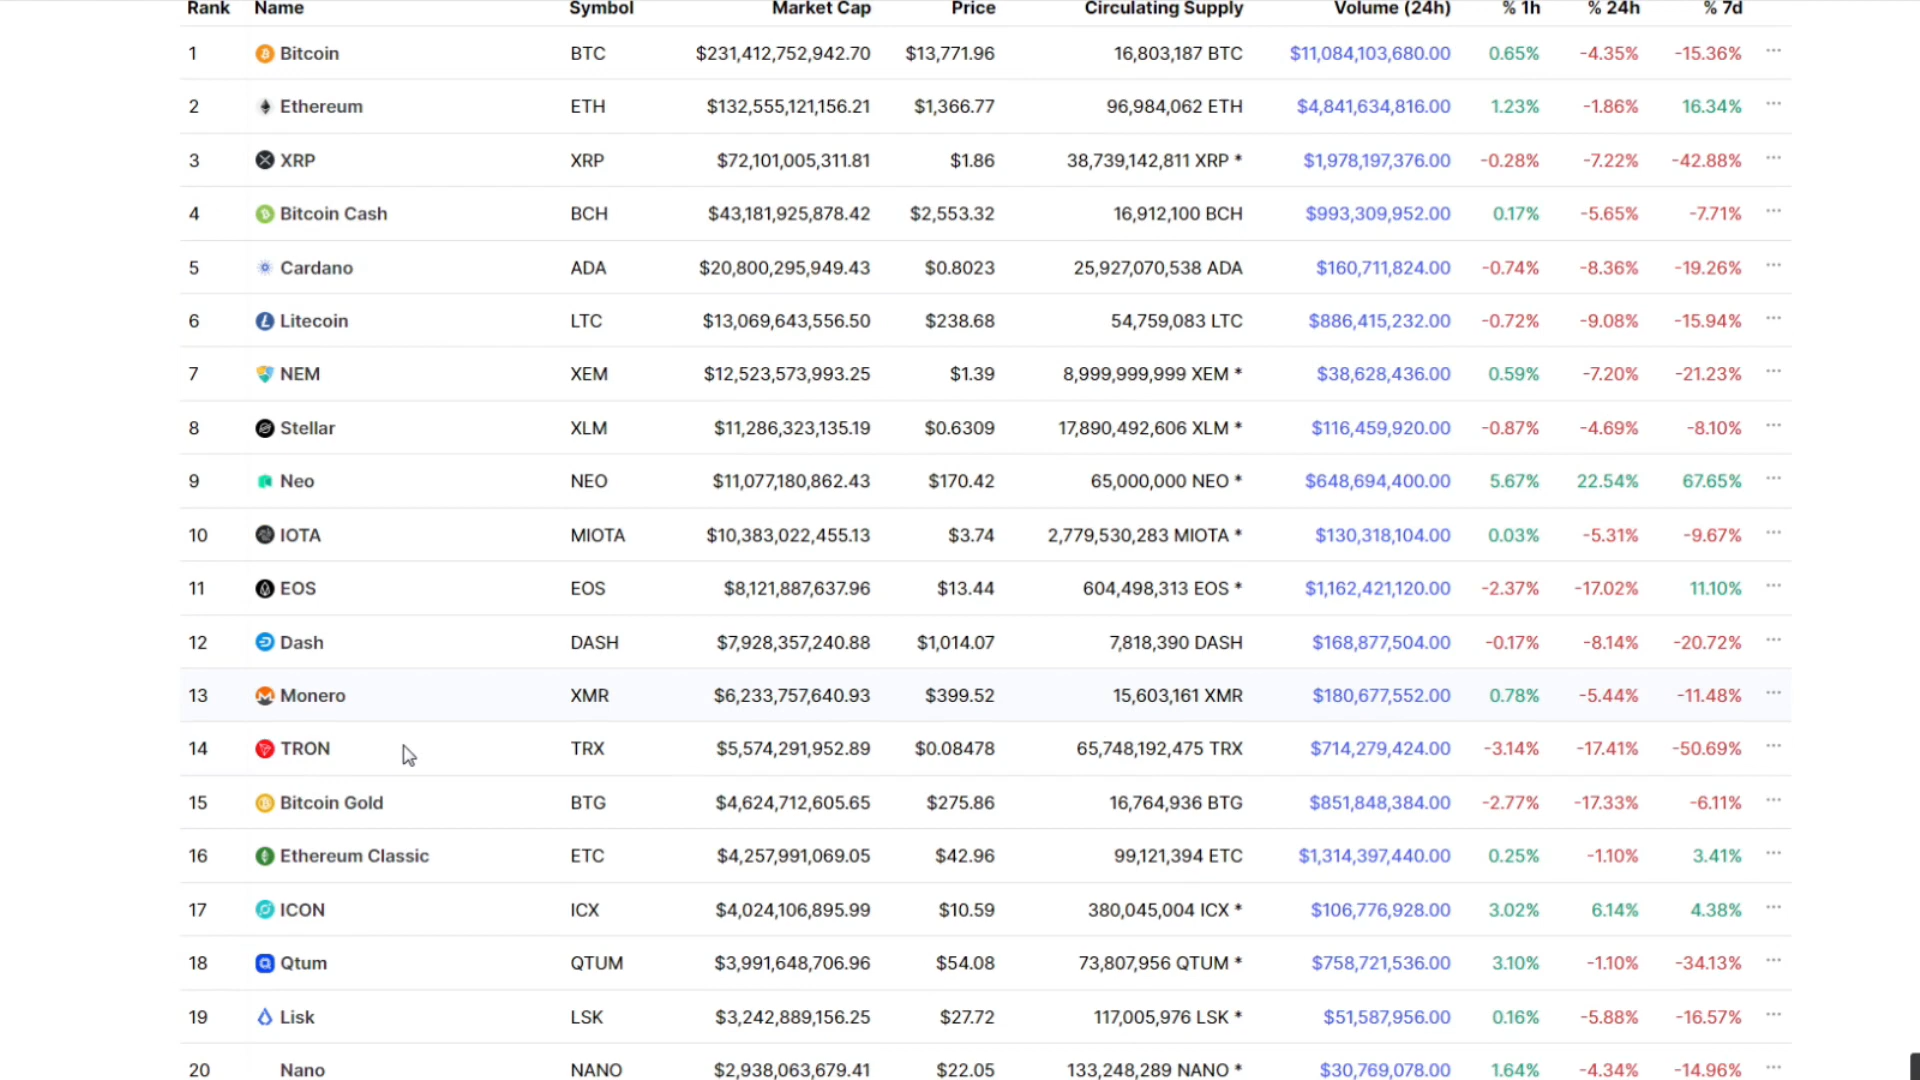 Rank Name Symbol Market Cap Price Circulating Supply Volume (24h) % 1h % 24h % 7d
1 Bitcoin BTC $231,412,752,942.70 $13,771.96 16,803,187 BTC $11,084,103,680.00 0.65% -4.35% -15.36% ...
2 Ethereum ETH $132,555,121,156.21 $1,366.77 96,984,062 ETH $4,841,634,816.00 1.23% -1.86% 16.34% ...
3 XRP XRP $72,101,005,311.81 $1.86 38,739,142,811 XRP * $1,978,197,376.00 -0.28% -7.22% -42.88% ...
4 Bitcoin Cash BCH $43,181,925,878.42 $2,553.32 16,912,100 BCH $993,309,952.00 0.17% -5.65% -7.71% ...
5 Cardano ADA $20,800,295,949.43 $0.8023 25,927,070,538 ADA $160,711,824.00 -0.74% -8.36% -19.26% ...
6 Litecoin LTC $13,069,643,556.50 $238.68 54,759,083 LTC $886,415,232.00 -0.72% -9.08% -15.94% ...
7 NEM XEM $12,523,573,993.25 $1.39 8,999,999,999 XEM * $38,628,436.00 0.59% -7.20% -21.23% ...
8 Stellar XLM $11,286,323,135.19 $0.6309 17,890,492,606 XLM * $116,459,920.00 -0.87% -4.69% -8.10% ...
9 Neo NEO $11,077,180,862.43 $170.42 65,000,000 NEO * $648,694,400.00 5.67% 22.54% 67.65% ...
10 IOTA MIOTA $10,383,022,455.13 $3.74 2,779,530,283 MIOTA * $130,318,104.00 0.03% -5.31% -9.67% ...
11 EOS EOS $8,121,887,637.96 $13.44 604,498,313 EOS * $1,162,421,120.00 -2.37% -17.02% 11.10% ...
12 Dash DASH $7,928,357,240.88 $1,014.07 7,818,390 DASH $168,877,504.00 -0.17% -8.14% -20.72% ...
13 Monero XMR $6,233,757,640.93 $399.52 15,603,161 XMR $180,677,552.00 0.78% -5.44% -11.48% ...
14 TRON TRX $5,574,291,952.89 $0.08478 65,748,192,475 TRX $714,279,424.00 -3.14% -17.41% -50.69% ...
15 Bitcoin Gold BTG $4,624,712,605.65 $275.86 16,764,936 BTG $851,848,384.00 -2.77% -17.33% -6.11% ...
16 Ethereum Classic ETC $4,257,991,069.05 $42.96 99,121,394 ETC $1,314,397,440.00 0.25% -1.10% 3.41% ...
17 ICON ICX $4,024,106,895.99 $10.59 380,045,004 ICX * $106,776,928.00 3.02% 6.14% 4.38% ...
18 Qtum QTUM $3,991,648,706.96 $54.08 73,807,956 QTUM * $758,721,536.00 3.10% -1.10% -34.13% ...
19 Lisk LSK $3,242,889,156.25 $27.72 117,005,976 LSK * $51,587,956.00 0.16% -5.88% -16.57% ...
20 Nano NANO $2,938,063,679.41 $22.05 133,248,289 NANO * $30,769,078.00 1.64% -4.34% -14.96% ...